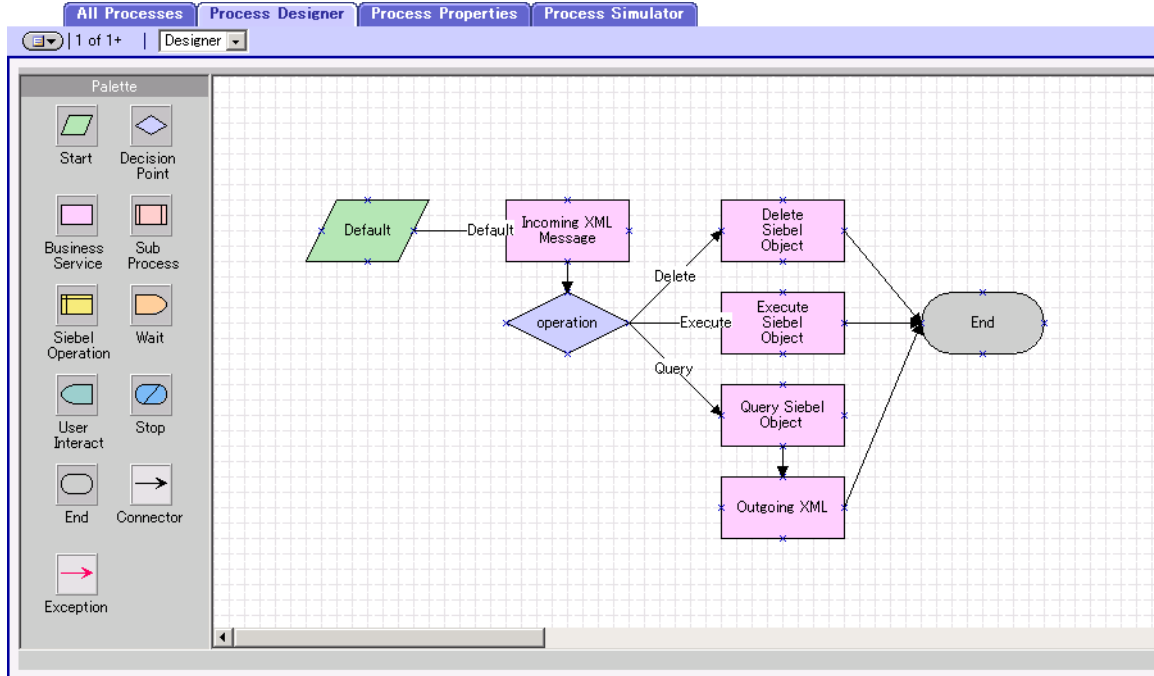 All Processes
Process Designer
Process Properties
Process Simulator
1 of 1+
Designer
Palette
Start
Decision
Point
Business
Service
Sub
Process
Siebel
Operation
Wait
User
Interact
Stop
End
Connector
Exception
Default
Default
Incoming XML
Message
operation
Delete
Execute
Query
Delete
Siebel
Object
Execute
Siebel
Object
Query Siebel
Object
Outgoing XML
End